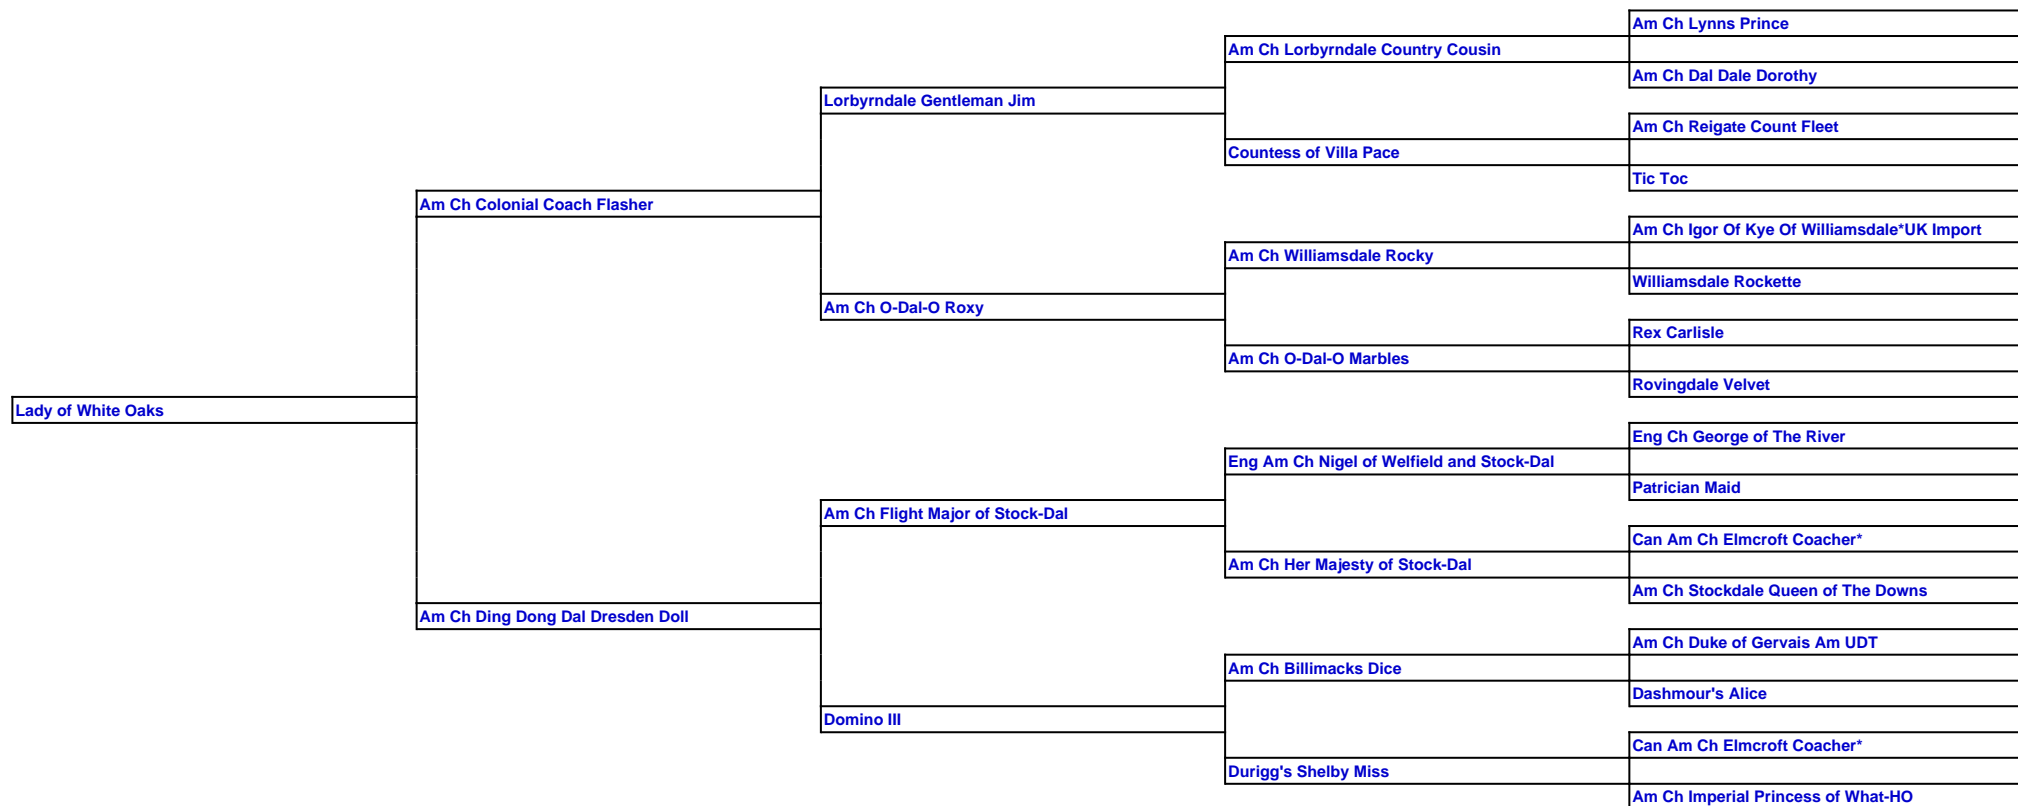 Am Ch Lynns Prince
Am Ch Lorbyrndale Country Cousin
Am Ch Dal Dale Dorothy
Lorbyrndale Gentleman Jim
Am Ch Reigate Count Fleet
Countess of Villa Pace
Tic Toc
Am Ch Colonial Coach Flasher
Am Ch Igor Of Kye Of Williamsdale*UK Import
Am Ch Williamsdale Rocky
Williamsdale Rockette
Am Ch O-Dal-O Roxy
Rex Carlisle
Am Ch O-Dal-O Marbles
Rovingdale Velvet
Lady of White Oaks
Eng Ch George of The River
Eng Am Ch Nigel of Welfield and Stock-Dal
Patrician Maid
Am Ch Flight Major of Stock-Dal
Can Am Ch Elmcroft Coacher*
Am Ch Her Majesty of Stock-Dal
Am Ch Stockdale Queen of The Downs
Am Ch Ding Dong Dal Dresden Doll
Am Ch Duke of Gervais Am UDT
Am Ch Billimacks Dice
Dashmour's Alice
Domino III
Can Am Ch Elmcroft Coacher*
Durigg's Shelby Miss
Am Ch Imperial Princess of What-HO